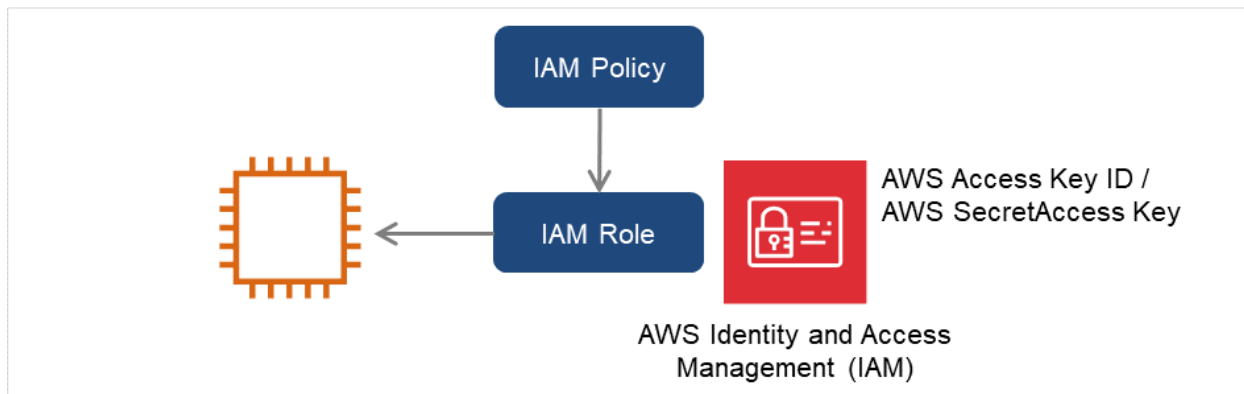 IAM Policy
IAM Role
AWS Access Key ID /
AWS SecretAccess Key
AWS Identity and Access
Management (IAM)